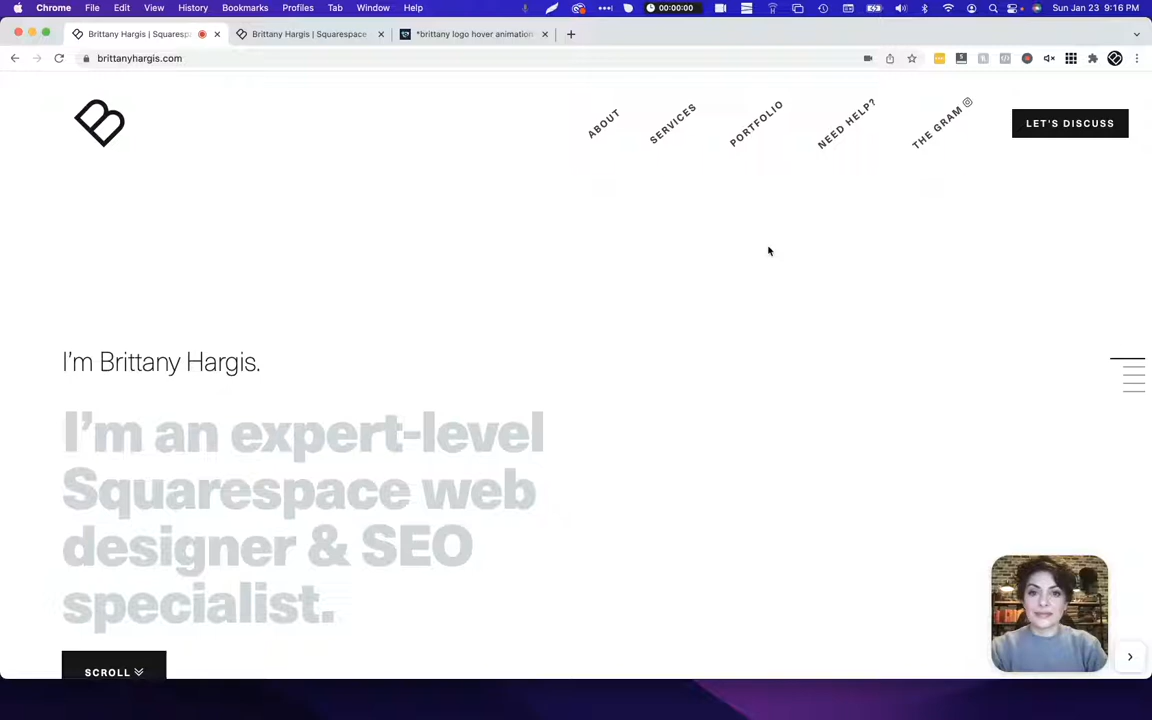 Chrome File Edit View History Bookmarks Profiles Tab Window Help 00:00:00 Sun Jan 23 9:16 PM
Brittany Hargis | Squaresp Brittany Hargis | Squarespace *brittany logo hover animation
brittanyhargis.com
ABOUT SERVICES PORTFOLIO NEED HELP? THE GRAM LET'S DISCUSS
I'm Brittany Hargis.
I'm an expert-level
Squarespace web
designer & SEO
specialist.
SCROLL